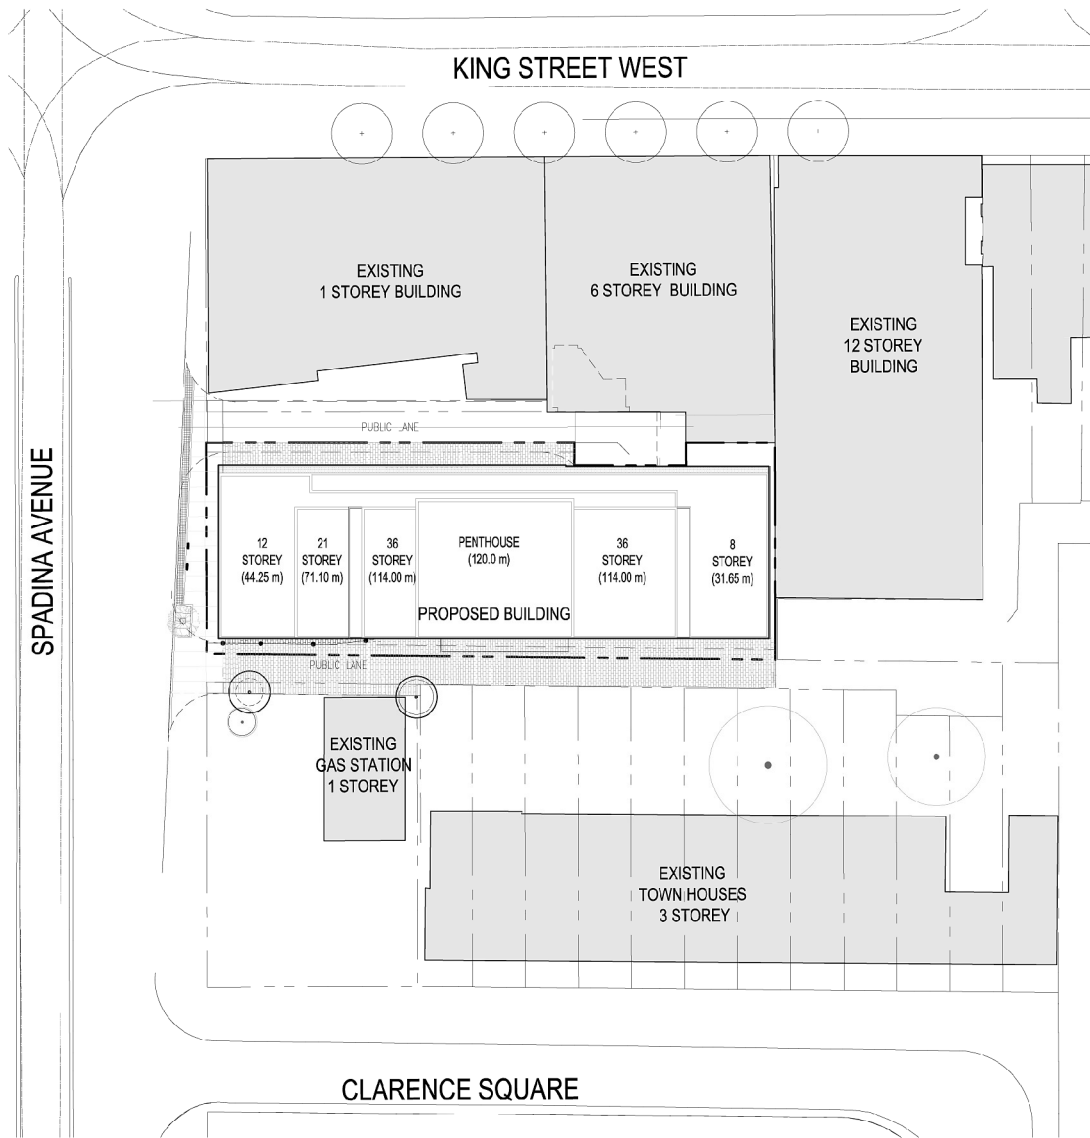 KING STREET WEST
EXISTING
1 STOREY BUILDING
EXISTING
6 STOREY BUILDING
EXISTING
12 STOREY
BUILDING
PUBLIC LANE
SPADINA AVENUE
12
STOREY
(44.25 m)
21
STOREY
(71.10 m)
36
STOREY
(114.00 m)
PENTHOUSE
(120.0 m)
36
STOREY
(114.00 m)
8
STOREY
(31.65 m)
PROPOSED BUILDING
PUBLIC LANE
EXISTING
GAS STATION
1 STOREY
EXISTING
TOWN HOUSES
3 STOREY
CLARENCE SQUARE